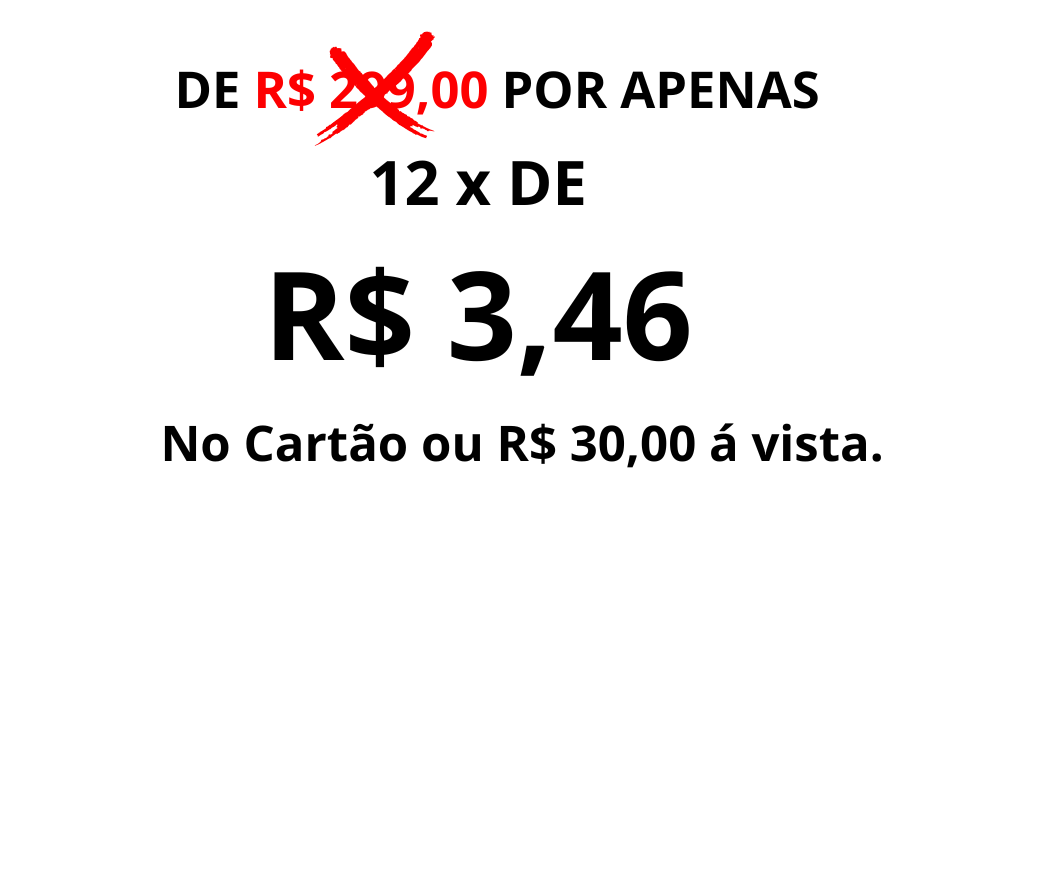 DE R$ 299,00 POR APENAS
12 x DE
R$ 3,46
No Cartão ou R$ 30,00 á vista.